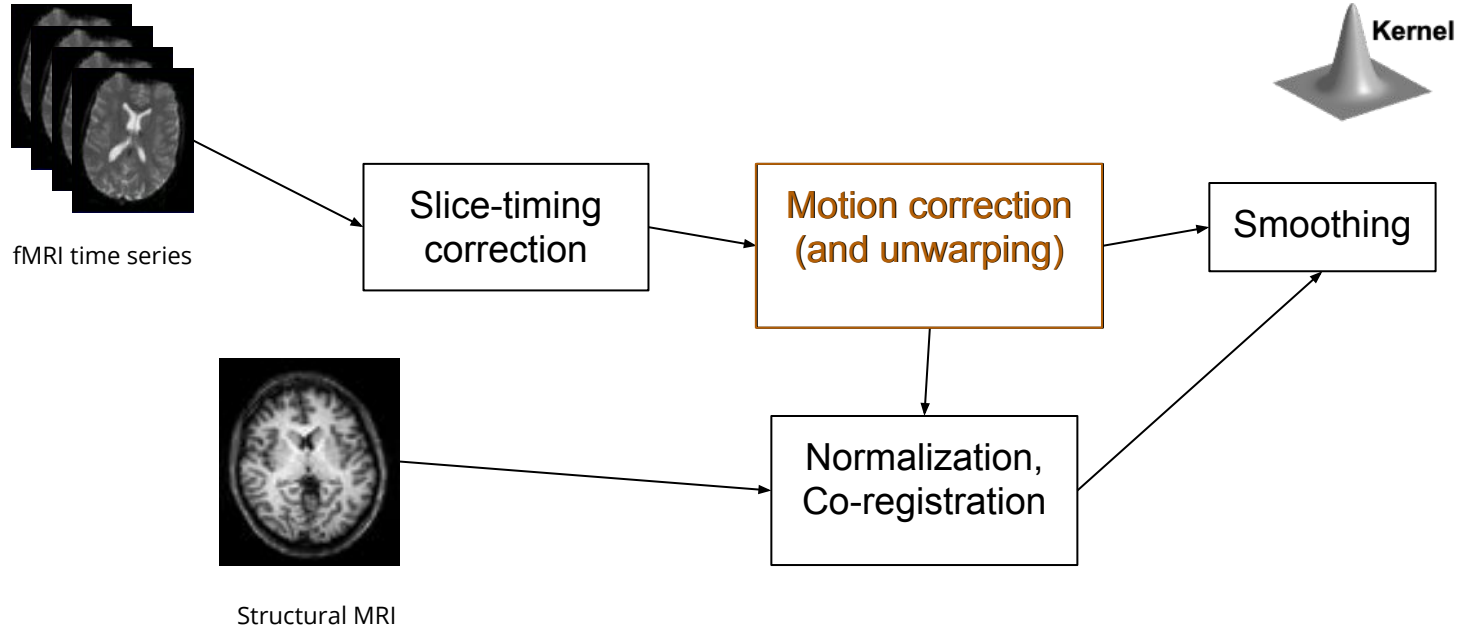 Kernel
Slice-timing
correction
Motion correction
(and unwarping)
Smoothing
fMRI time series
Normalization,
Co-registration
Structural MRI